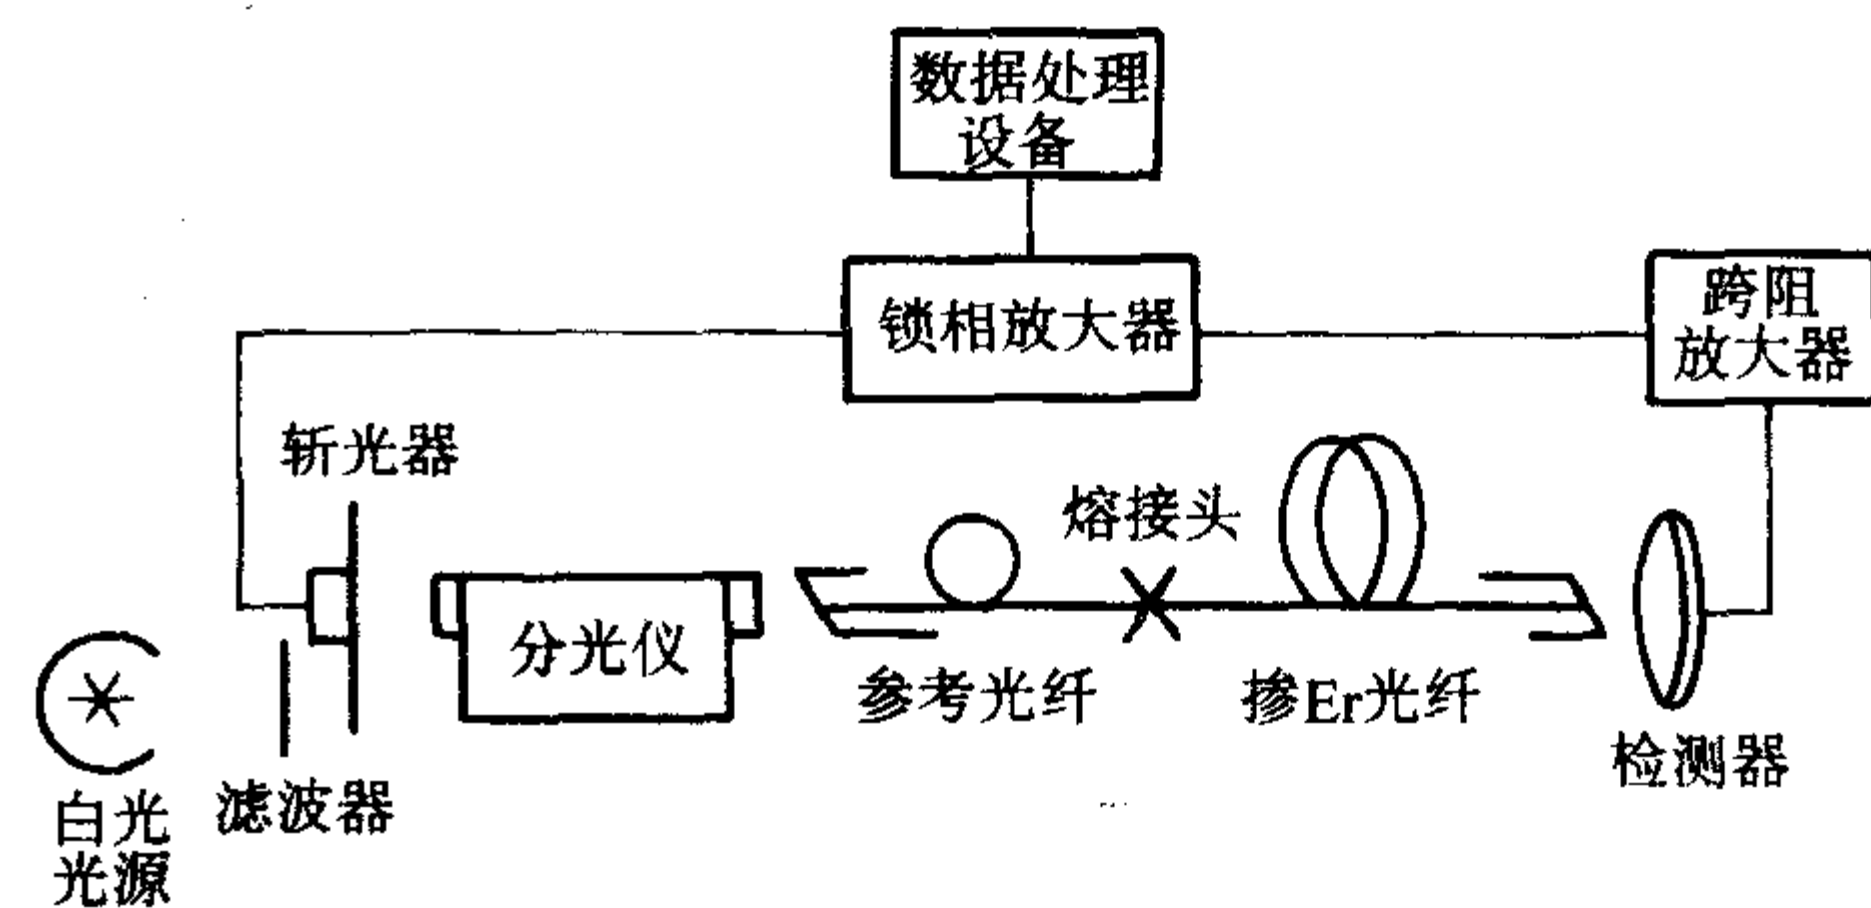 数据处理
设备
锁相放大器
跨阻
放大器
斩光器
熔接头
分光仪
参考光纤
掺Er光纤
检测器
滤波器
白光
光源